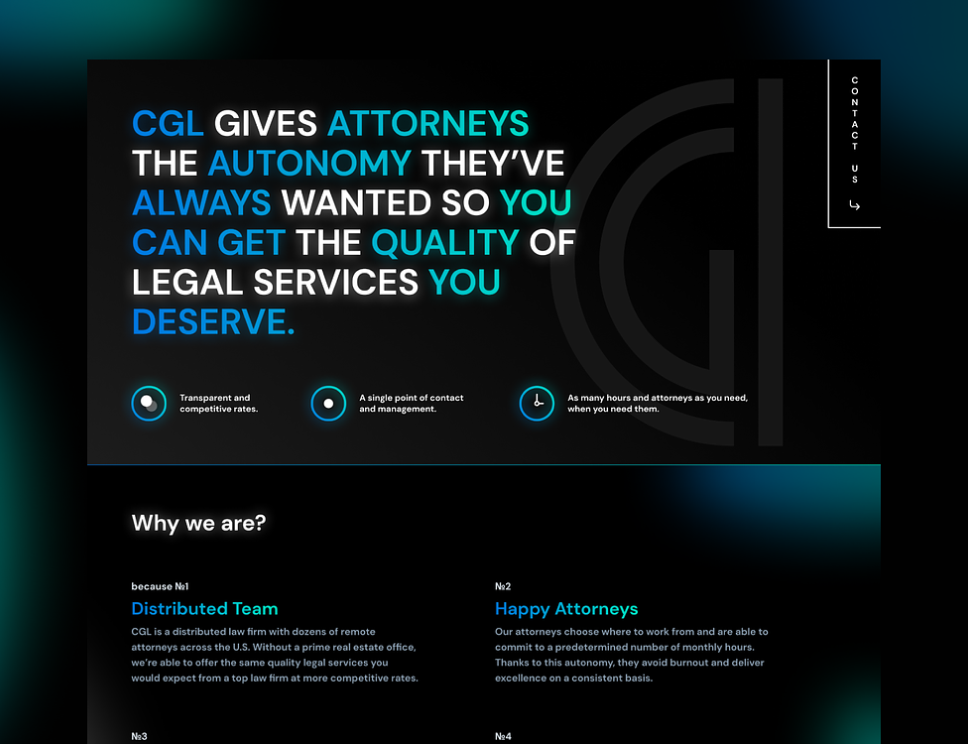 CGL GIVES ATTORNEYS
THE AUTONOMY THEY’VE
ALWAYS WANTED SO YOU
CAN GET THE QUALITY OF
LEGAL SERVICES YOU
DESERVE.
CONTACT US
Transparent and
competitive rates.
A single point of contact
and management.
As many hours and attorneys as you need,
when you need them.
Why we are?
because №1
Distributed Team
CGL is a distributed law firm with dozens of remote
attorneys across the U.S. Without a prime real estate office,
we’re able to offer the same quality legal services you
would expect from a top law firm at more competitive rates.
№2
Happy Attorneys
Our attorneys choose where to work from and are able to
commit to a predetermined number of monthly hours.
Thanks to this autonomy, they avoid burnout and deliver
excellence on a consistent basis.
№3
№4